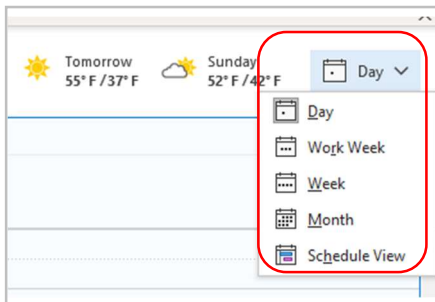 Tomorrow
55° F / 37° F
Sunday
52° F / 42° F
Day
Day
Work Week
Week
Month
Schedule View